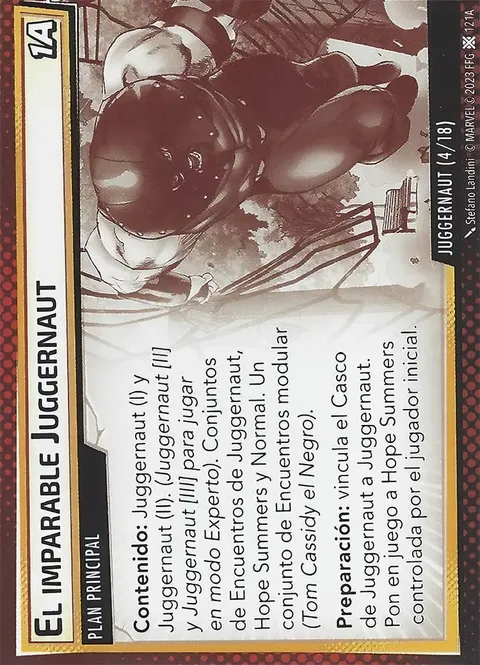 EL IMPARABLE JUGGERNAUT
1A
PLAN PRINCIPAL
Contenido: Juggernaut (I) y
Juggernaut (II). (Juggernaut [II]
y Juggernaut [III] para jugar
en modo Experto). Conjuntos
de Encuentros de Juggernaut,
Hope Summers y Normal. Un
conjunto de Encuentros modular
(Tom Cassidy el Negro).
Preparación: vincula el Casco
de Juggernaut a Juggernaut.
Pon en juego a Hope Summers
controlada por el jugador inicial.
JUGGERNAUT (4/18)
Stefano Landini © MARVEL © 2023 FFG 121A